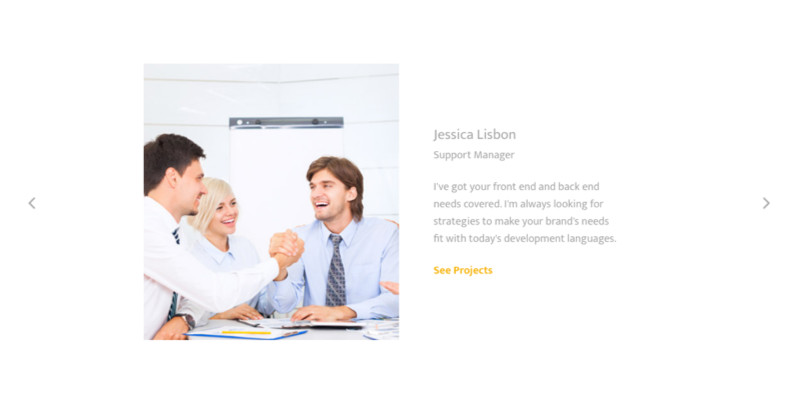 Jessica Lisbon
Support Manager
I've got your front end and back end
needs covered. I'm always looking for
strategies to make your brand's needs
fit with today's development languages.
See Projects